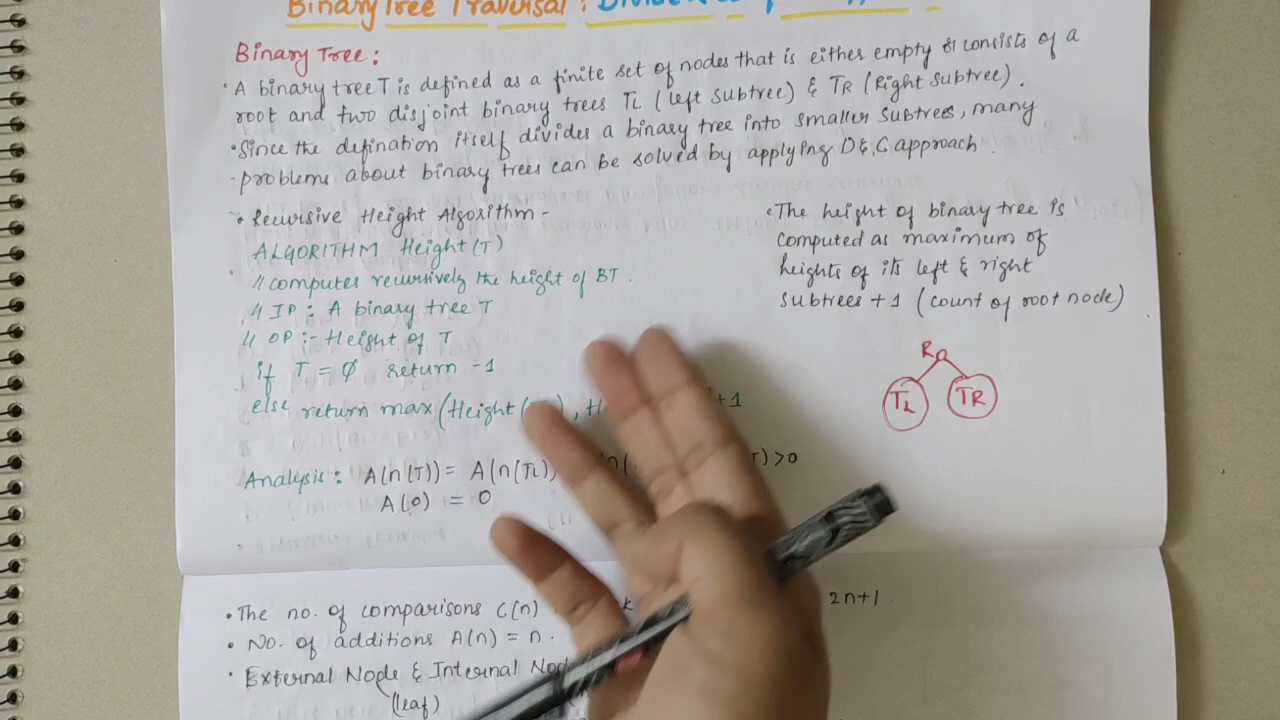 Binary Tree Traversal :
Binary Tree :
• A binary tree T is defined as a finite set of nodes that is either empty or consists of a
root and two disjoint binary trees TL (left subtree) & TR (Right subtree).
• Since the defination itself divides a binary tree into smaller subtrees, many
- problems about binary trees can be solved by applying D & C approach.
• Recursive Height Algorithm -
ALGORITHM Height (T)
// computes recursively the height of BT.
// IP : A binary tree T
// OP :- Height of T
if T = ∅ return -1
else return max (Height ( ), H +1
• The height of binary tree is
computed as maximum of
heights of its left & right
subtrees + 1 (count of root node)
R
TL TR
Analysis : A(n(T)) = A(n(TL)) ) > 0
A(0) = 0
• The no. of comparisons C(n) 2n+1
• No. of additions A(n) = n.
• External Node & Internal Nod
(leaf)